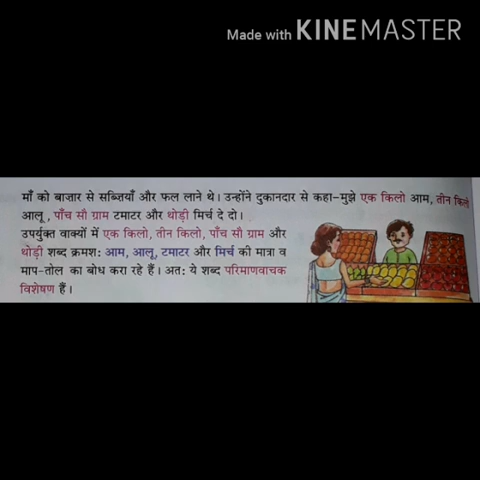 Made with KINEMASTER
माँ को बाज़ार से सब्ज़ियाँ और फल लाने थे। उन्होंने दुकानदार से कहा–मुझे एक किलो आम, तीन किलो
आलू , पाँच सौ ग्राम टमाटर और थोड़ी मिर्च दे दो।
उपर्युक्त वाक्यों में एक किलो, तीन किलो, पाँच सौ ग्राम और
थोड़ी शब्द क्रमश: आम, आलू, टमाटर और मिर्च की मात्रा व
माप-तोल का बोध करा रहे हैं। अत: ये शब्द परिमाणवाचक
विशेषण हैं।